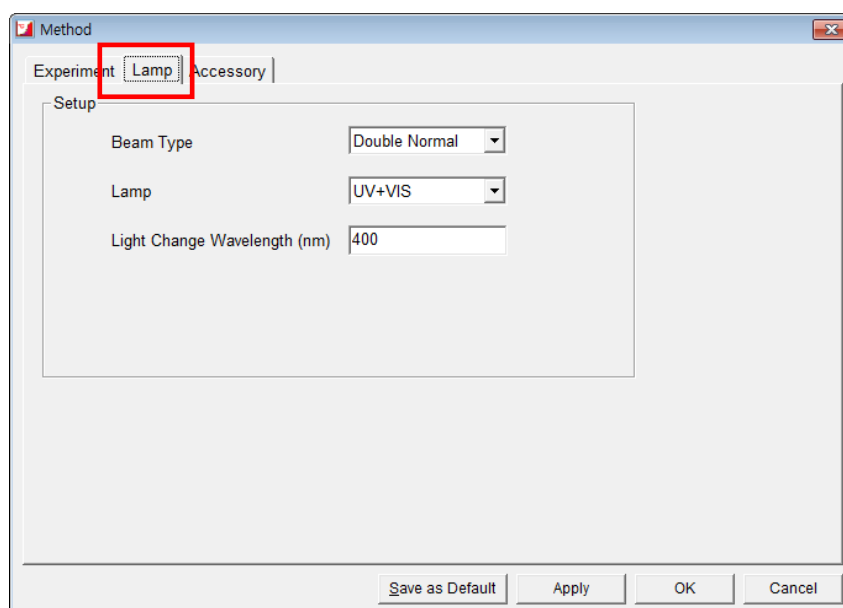 Method
Experiment Lamp Accessory
Setup
Beam Type Double Normal
Lamp UV+VIS
Light Change Wavelength (nm) 400
Save as Default Apply OK Cancel